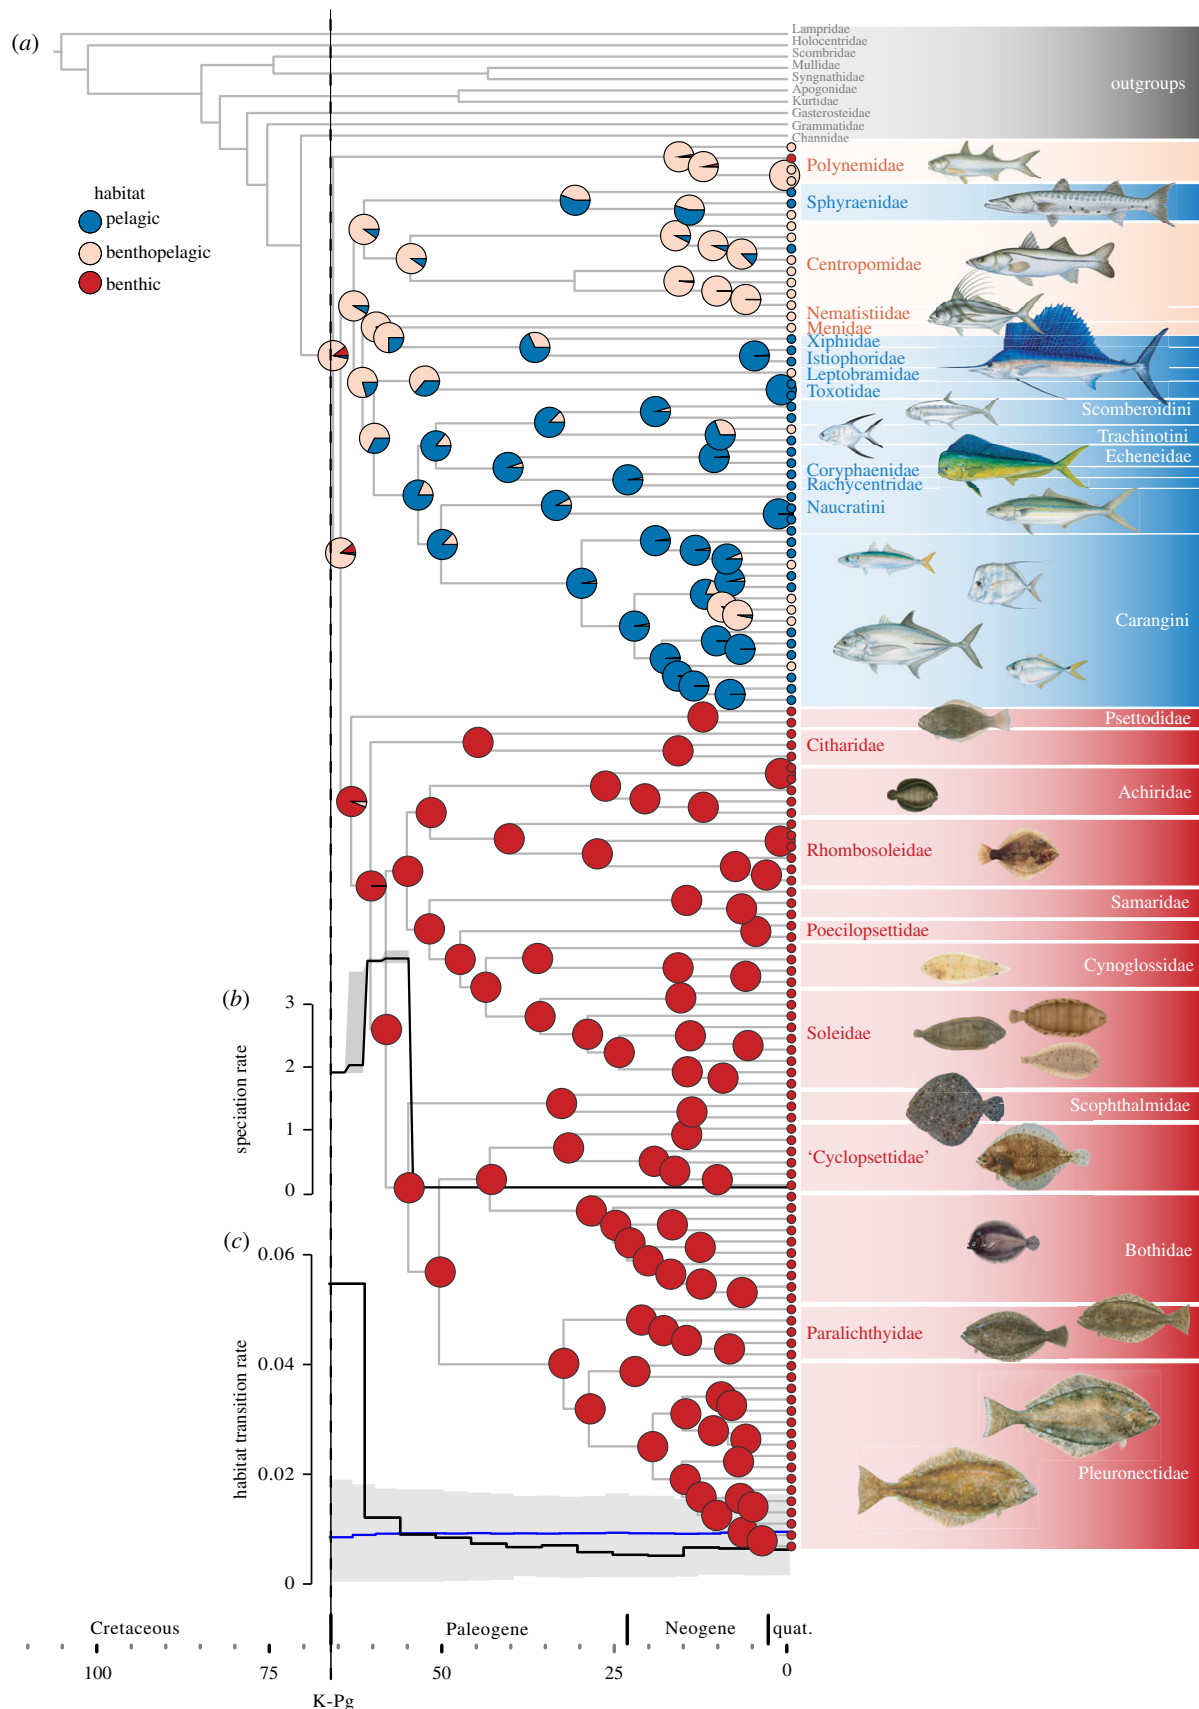 (a)
Lampridae
Holocentridae
Scombridae
Mullidae
Syngnathidae
Apogonidae
Kurtidae
Gasterosteidae
Grammatidae
Channidae
outgroups
habitat
pelagic
benthopelagic
benthic
Polynemidae
Sphyraenidae
Centropomidae
Nematistiidae
Menidae
Xiphiidae
Istiophoridae
Leptobramidae
Toxotidae
Scomberoidini
Trachinotini
Echeneidae
Coryphaenidae
Rachycentridae
Naucratini
Carangini
Psettodidae
Citharidae
Achiridae
Rhombosoleidae
Samaridae
Poecilopsettidae
Cynoglossidae
Soleidae
Scophthalmidae
‘Cyclopsettidae’
Bothidae
Paralichthyidae
Pleuronectidae
(b)
speciation rate
3
2
1
0
(c)
habitat transition rate
0.06
0.04
0.02
0
Cretaceous
Paleogene
Neogene
quat.
100
75
50
25
0
K-Pg